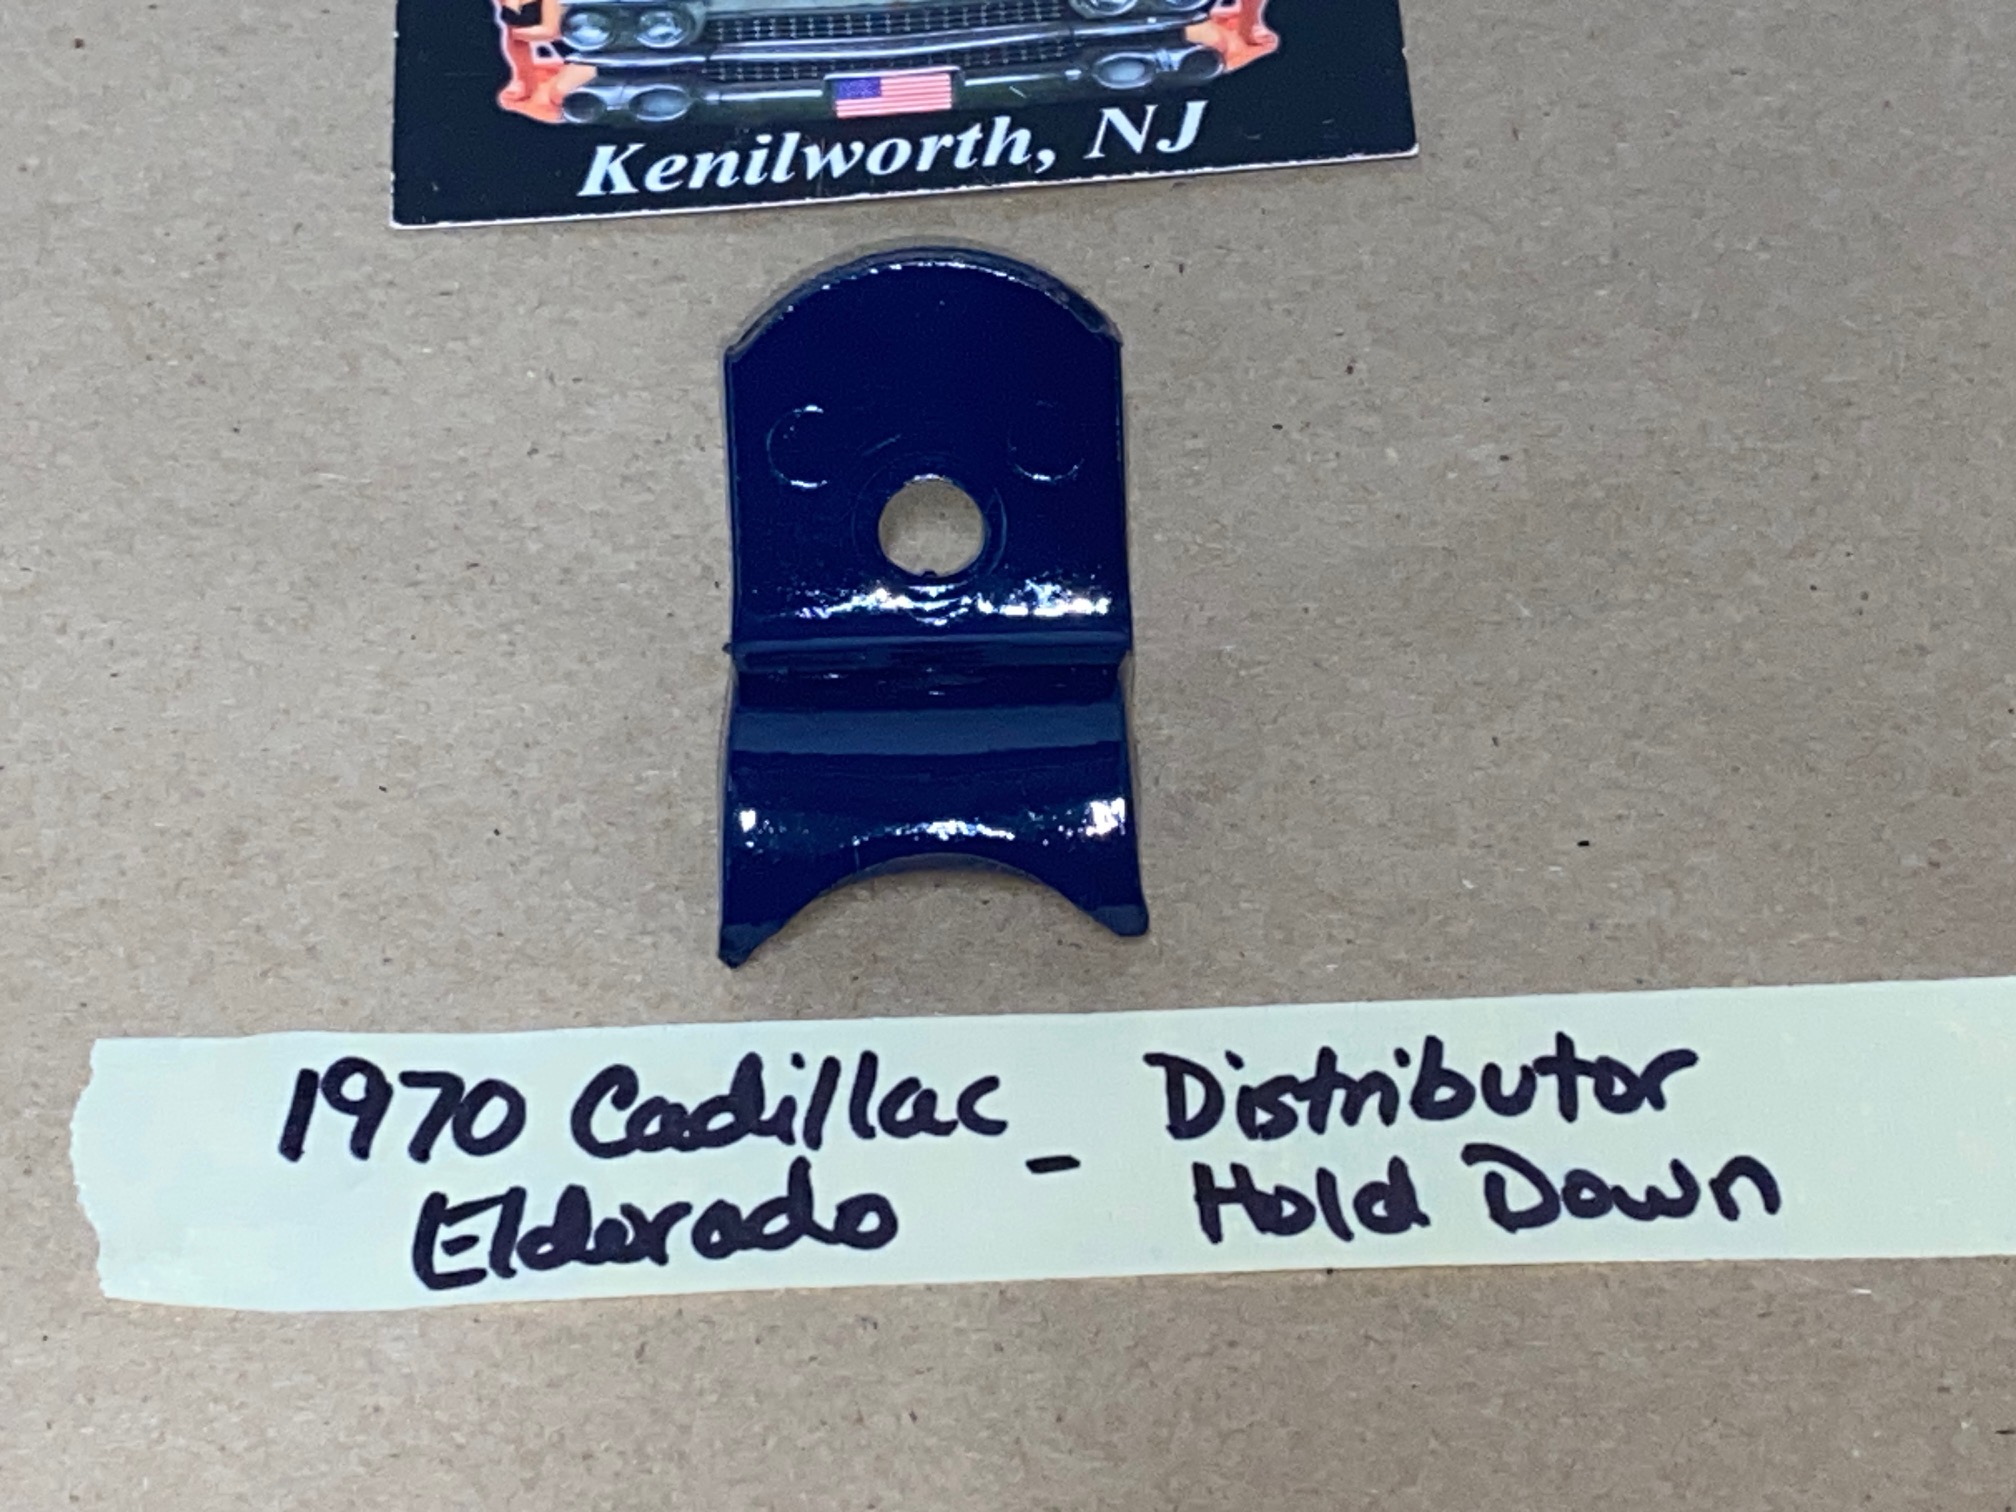 Kenilworth, NJ
1970 Cadillac - Distributor
Eldorado Hold Down